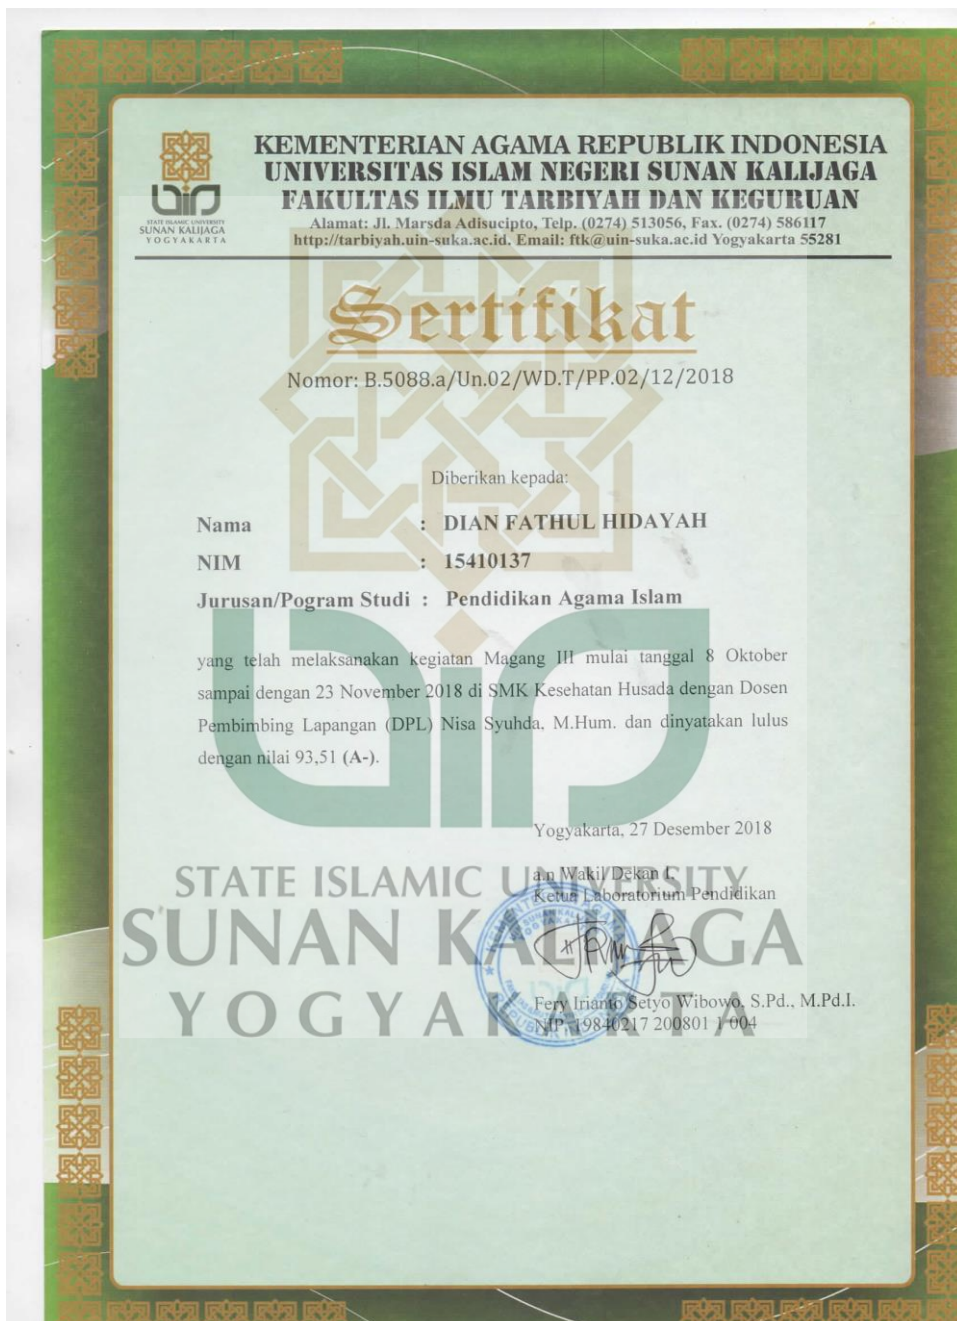 KEMENTERIAN AGAMA REPUBLIK INDONESIA
UNIVERSITAS ISLAM NEGERI SUNAN KALIJAGA
FAKULTAS ILMU TARBIYAH DAN KEGURUAN
Alamat: Jl. Marsda Adisucipto, Telp. (0274) 513056, Fax. (0274) 586117
http://tarbiyah.uin-suka.ac.id. Email: ftk@uin-suka.ac.id Yogyakarta 55281
STATE ISLAMIC UNIVERSITY
SUNAN KALIJAGA
YOGYAKARTA
Sertifikat
Nomor: B.5088.a/Un.02/WD.T/PP.02/12/2018
Diberikan kepada:
Nama : DIAN FATHUL HIDAYAH
NIM : 15410137
Jurusan/Pogram Studi : Pendidikan Agama Islam
yang telah melaksanakan kegiatan Magang III mulai tanggal 8 Oktober
sampai dengan 23 November 2018 di SMK Kesehatan Husada dengan Dosen
Pembimbing Lapangan (DPL) Nisa Syuhda, M.Hum. dan dinyatakan lulus
dengan nilai 93,51 (A-).
Yogyakarta, 27 Desember 2018
a.n Wakil Dekan I,
Ketua Laboratorium Pendidikan
Fery Irianto Setyo Wibowo, S.Pd., M.Pd.I.
NIP. 19840217 200801 1 004
STATE ISLAMIC UNIVERSITY
SUNAN KALIJAGA
YOGYAKARTA